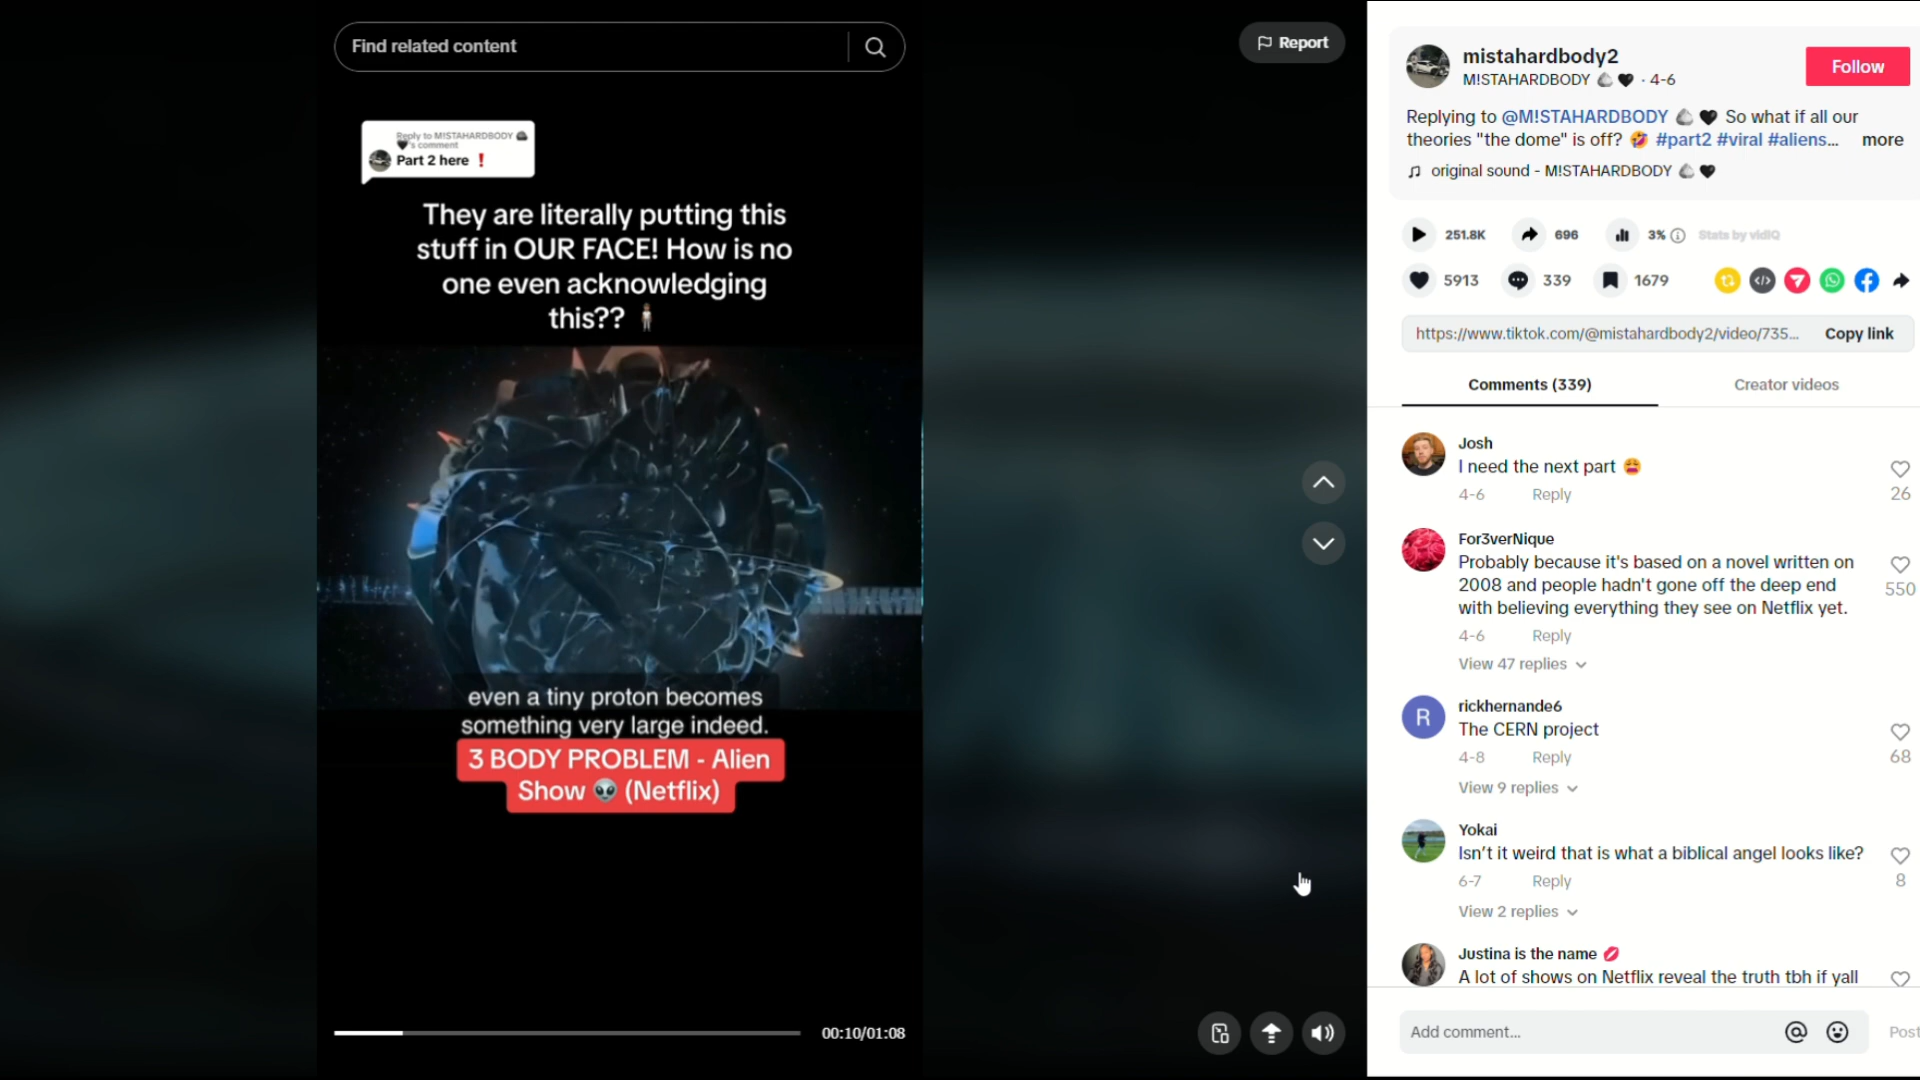 Find related content
Report
Reply to M!STAHARDBODY
's comment
Part 2 here ❗
They are literally putting this
stuff in OUR FACE! How is no
one even acknowledging
this?? 🧍🏽
even a tiny proton becomes
something very large indeed.
3 BODY PROBLEM - Alien
Show 👽 (Netflix)
00:10/01:08
mistahardbody2
M!STAHARDBODY 🪨 🖤 · 4-6
Follow
Replying to @M!STAHARDBODY 🪨 🖤 So what if all our
theories "the dome" is off? 🤣 #part2 #viral #aliens... more
original sound - M!STAHARDBODY 🪨 🖤
251.8K 696 3% Stats by vidIQ
5913 339 1679
https://www.tiktok.com/@mistahardbody2/video/735... Copy link
Comments (339) Creator videos
Josh
I need the next part 😩
4-6 Reply
26
For3verNique
Probably because it's based on a novel written on
2008 and people hadn't gone off the deep end
with believing everything they see on Netflix yet.
550
4-6 Reply
View 47 replies
rickhernande6
The CERN project
4-8 Reply
68
View 9 replies
Yokai
Isn't it weird that is what a biblical angel looks like?
6-7 Reply
8
View 2 replies
Justina is the name 💋
A lot of shows on Netflix reveal the truth tbh if yall
Add comment...
Post